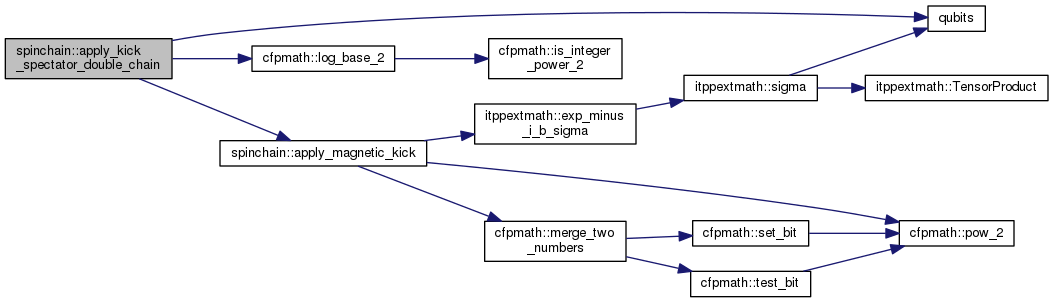 spinchain::apply_kick
_spectator_double_chain
qubits
cfpmath::log_base_2
cfpmath::is_integer
_power_2
itppextmath::sigma
itppextmath::TensorProduct
itppextmath::exp_minus
_i_b_sigma
spinchain::apply_magnetic_kick
cfpmath::merge_two
_numbers
cfpmath::set_bit
cfpmath::pow_2
cfpmath::test_bit